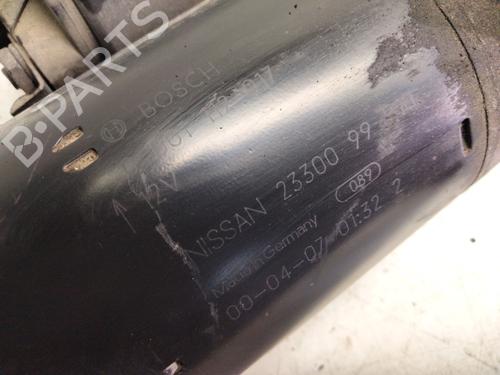 B-PARTS
BOSCH
12V
NISSAN 23300 99
Made in Germany
089
00-04-07 01:32 2